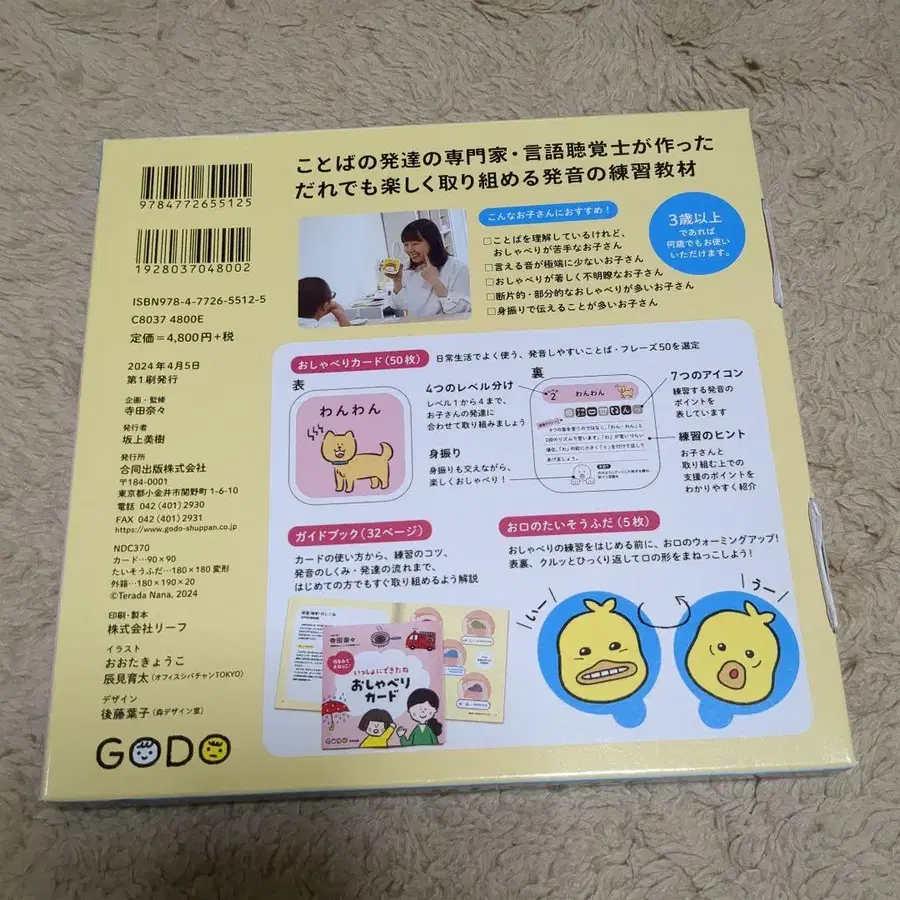 9784772655125
1928037048002
ISBN978-4-7726-5512-5
C8037 4800E
定価=4,800円+税
2024年4月5日
第1刷発行
企画・監修
寺田奈々
発行者
坂上美樹
発行所
合同出版株式会社
〒184-0001
東京都小金井市関野町1-6-10
電話 042(401)2930
FAX 042(401)2931
https://www.godo-shuppan.co.jp
NDC370
カード…90×90
たいそうふだ…180×180 変形
外箱…180×190×20
©Terada Nana, 2024
印刷・製本
株式会社リーフ
イラスト
おおたきょうこ
辰見育太(オフィスシバチャンTOKYO)
デザイン
後藤葉子(森デザイン室)
GODO
ことばの発達の専門家・言語聴覚士が作った
だれでも楽しく取り組める発音の練習教材
こんなお子さんにおすすめ!
□ことばを理解しているけれど、
おしゃべりが苦手なお子さん
□言える音が極端に少ないお子さん
□おしゃべりが著しく不明瞭なお子さん
□断片的・部分的なおしゃべりが多いお子さん
□身振りで伝えることが多いお子さん
3歳以上
であれば
何歳でもお使い
いただけます。
おしゃべりカード(50枚)
日常生活でよく使う、発音しやすいことば・フレーズ50を選定
表
わんわん
4つのレベル分け
レベル1から4まで、
お子さんの発達に
合わせて取り組みましょう
身振り
身振りも交えながら、
楽しくおしゃべり!
裏
2
わんわん
7つのアイコン
練習する発音の
ポイントを
表しています
練習のヒント
お子さんと
取り組む上での
支援のポイントを
わかりやすく紹介
ガイドブック(32ページ)
カードの使い方から、練習のコツ、
発音のしくみ・発達の流れまで、
はじめての方でもすぐ取り組めるよう解説
寺田奈々
いっしょにできたね
おしゃべり
カード
GODO
お口のたいそうふだ(5枚)
おしゃべりの練習をはじめる前に、お口のウォーミングアップ!
表裏、クルッとひっくり返して口の形をまねっこしよう!
いー
うー